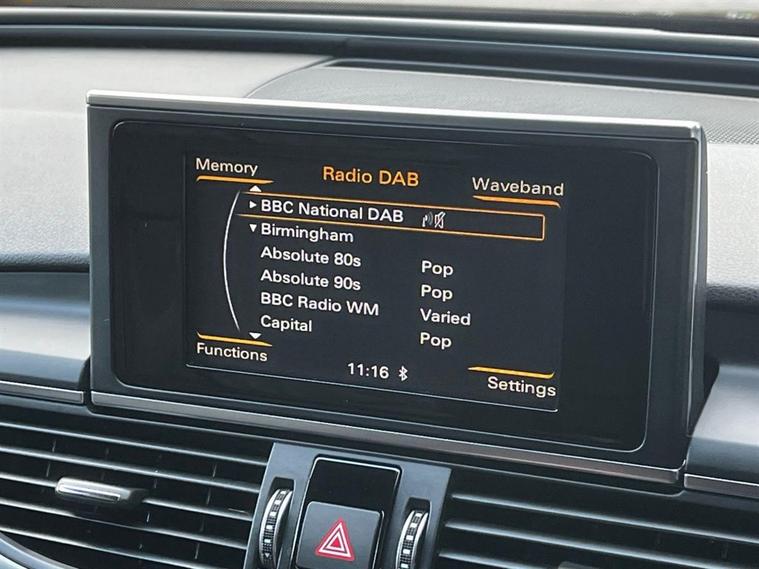 Memory
Radio DAB
Waveband
BBC National DAB
Birmingham
Absolute 80s Pop
Absolute 90s Pop
BBC Radio WM Varied
Capital Pop
Functions
11:16
Settings